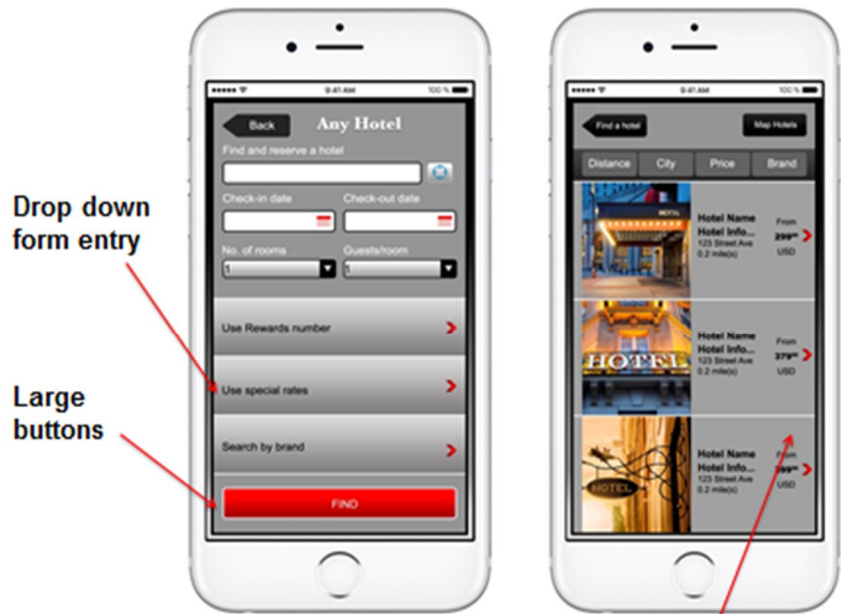 Drop down
form entry
Large
buttons
9:41 AM
100 %
Back
Any Hotel
Find and reserve a hotel
Check-in date
Check-out date
No. of rooms
Guests/room
1
1
Use Rewards number
Use special rates
Search by brand
FIND
9:41 AM
100 %
Find a hotel
Map Hotels
Distance
City
Price
Brand
HOTEL
Hotel Name
Hotel Info...
123 Street Ave
0.2 mile(s)
From
299
USD
HOTEL
Hotel Name
Hotel Info...
123 Street Ave
0.2 mile(s)
From
379
USD
HOTEL
Hotel Name
Hotel Info...
123 Street Ave
0.2 mile(s)
From
USD